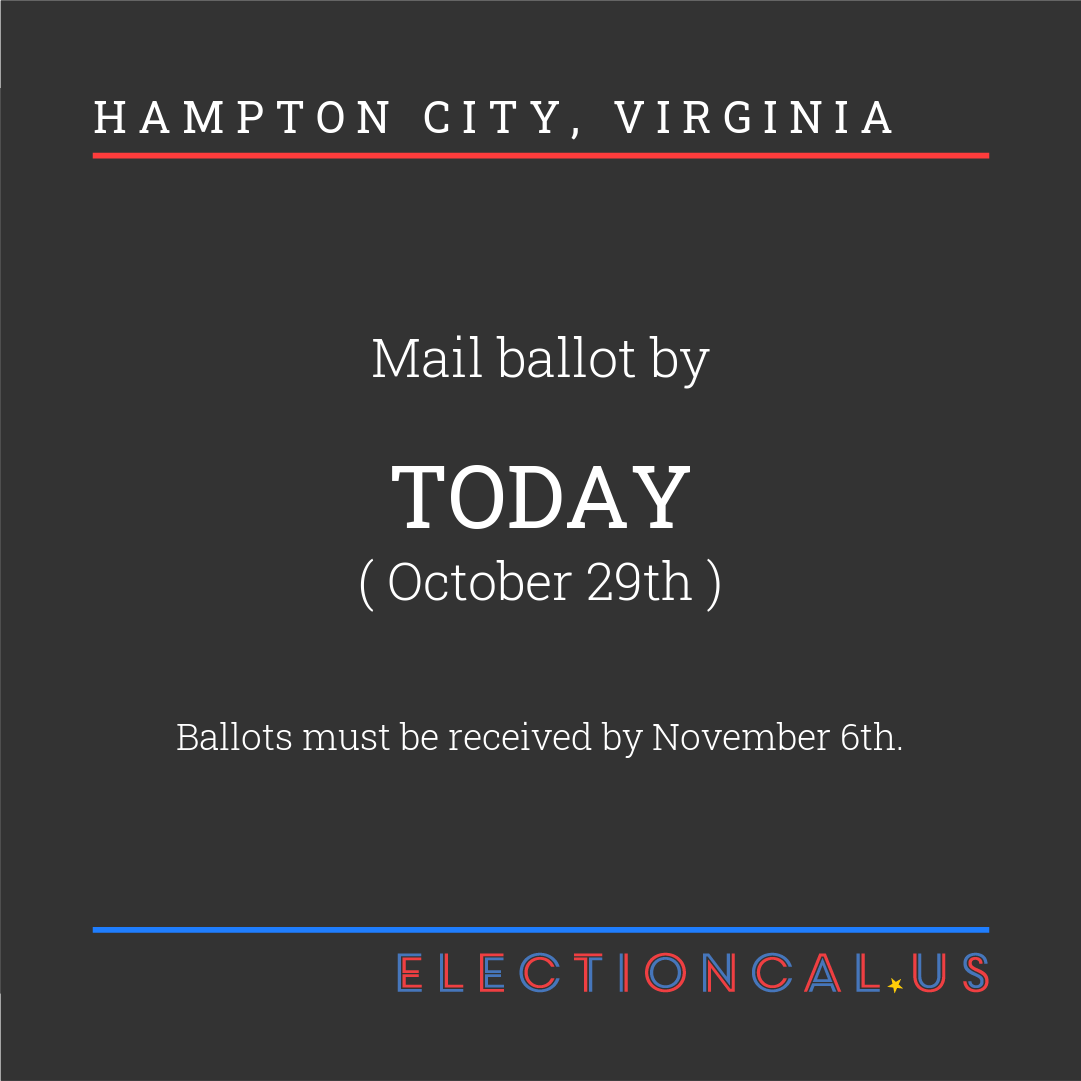 HAMPTON CITY, VIRGINIA
Mail ballot by
TODAY
( October 29th )
Ballots must be received by November 6th.
ELECTIONCAL.US